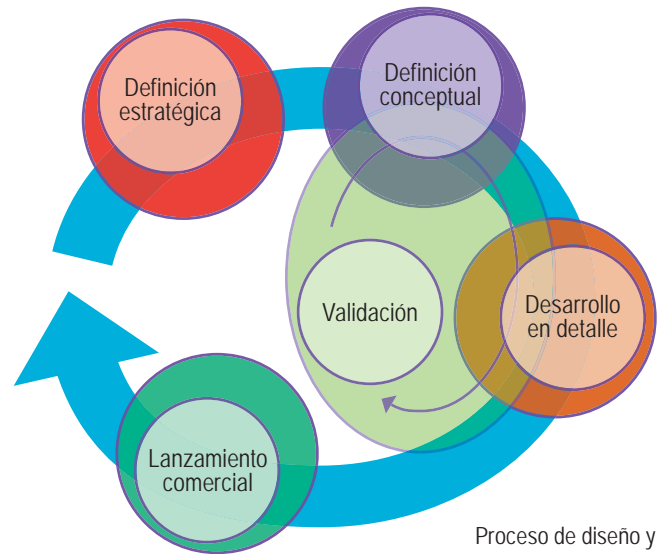 Definición
estratégica
Definición
conceptual
Validación
Desarrollo
en detalle
Lanzamiento
comercial
Proceso de diseño y